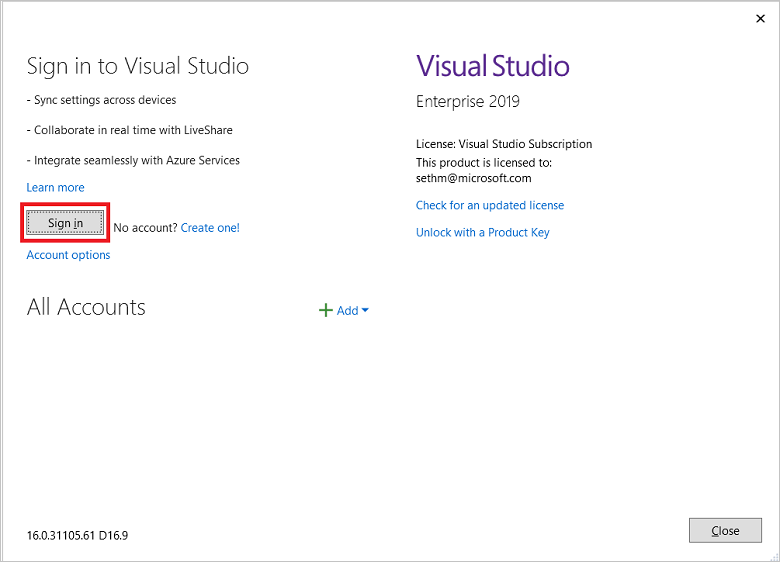 Sign in to Visual Studio
- Sync settings across devices
- Collaborate in real time with LiveShare
- Integrate seamlessly with Azure Services
Learn more
Sign in
No account? Create one!
Account options
All Accounts
Add
16.0.31105.61 D16.9
Visual Studio
Enterprise 2019
License: Visual Studio Subscription
This product is licensed to:
sethm@microsoft.com
Check for an updated license
Unlock with a Product Key
Close